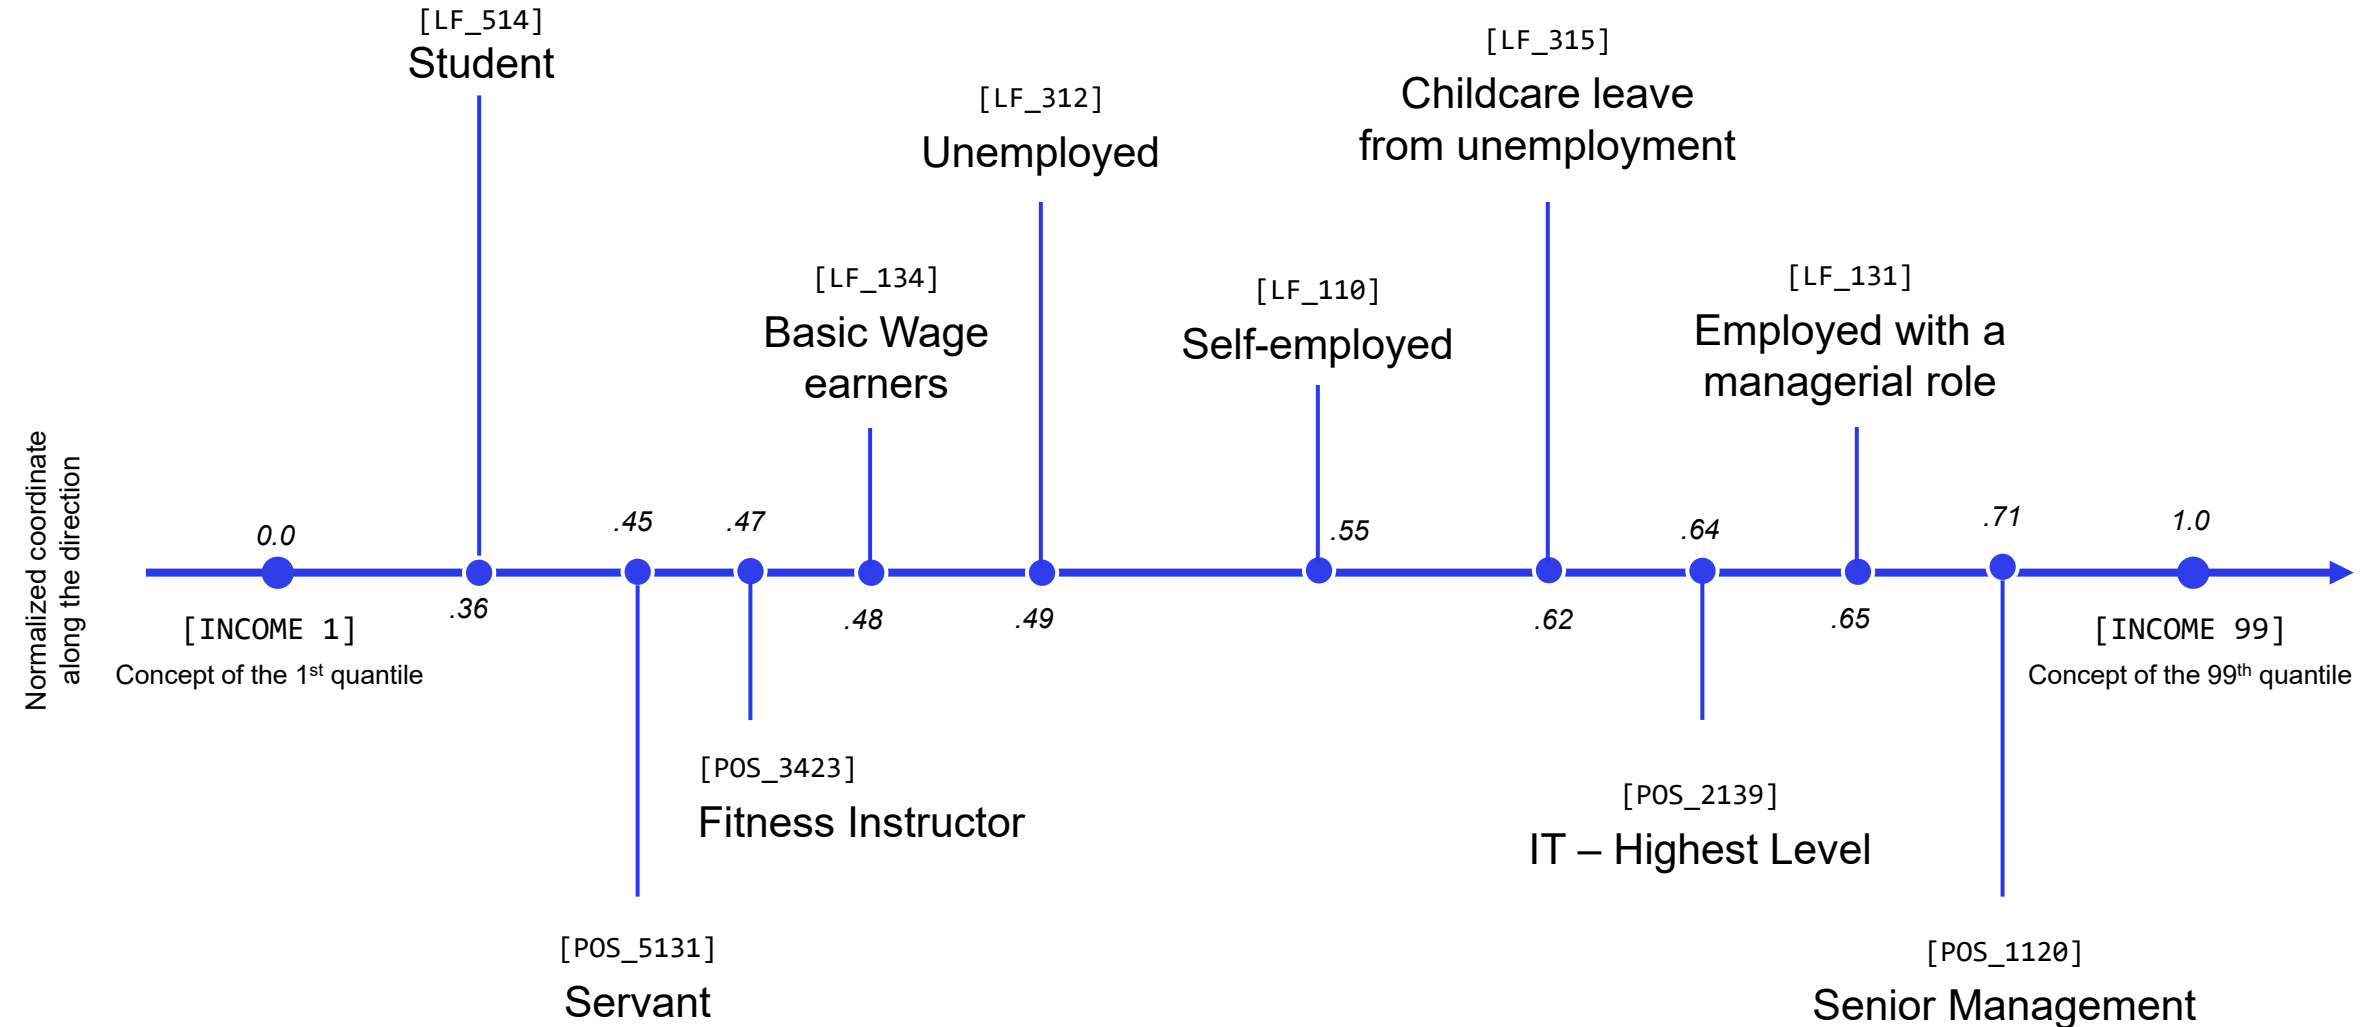 [LF_514]
Student
[LF_315]
Childcare leave
from unemployment
[LF_312]
Unemployed
[LF_134]
Basic Wage
earners
[LF_110]
Self-employed
[LF_131]
Employed with a
managerial role
Normalized coordinate
along the direction
0.0
.45
.47
.55
.64
.71
1.0
.36
.48
.49
.62
.65
[INCOME 1]
Concept of the 1st quantile
[INCOME 99]
Concept of the 99th quantile
[POS_3423]
Fitness Instructor
[POS_2139]
IT – Highest Level
[POS_5131]
Servant
[POS_1120]
Senior Management